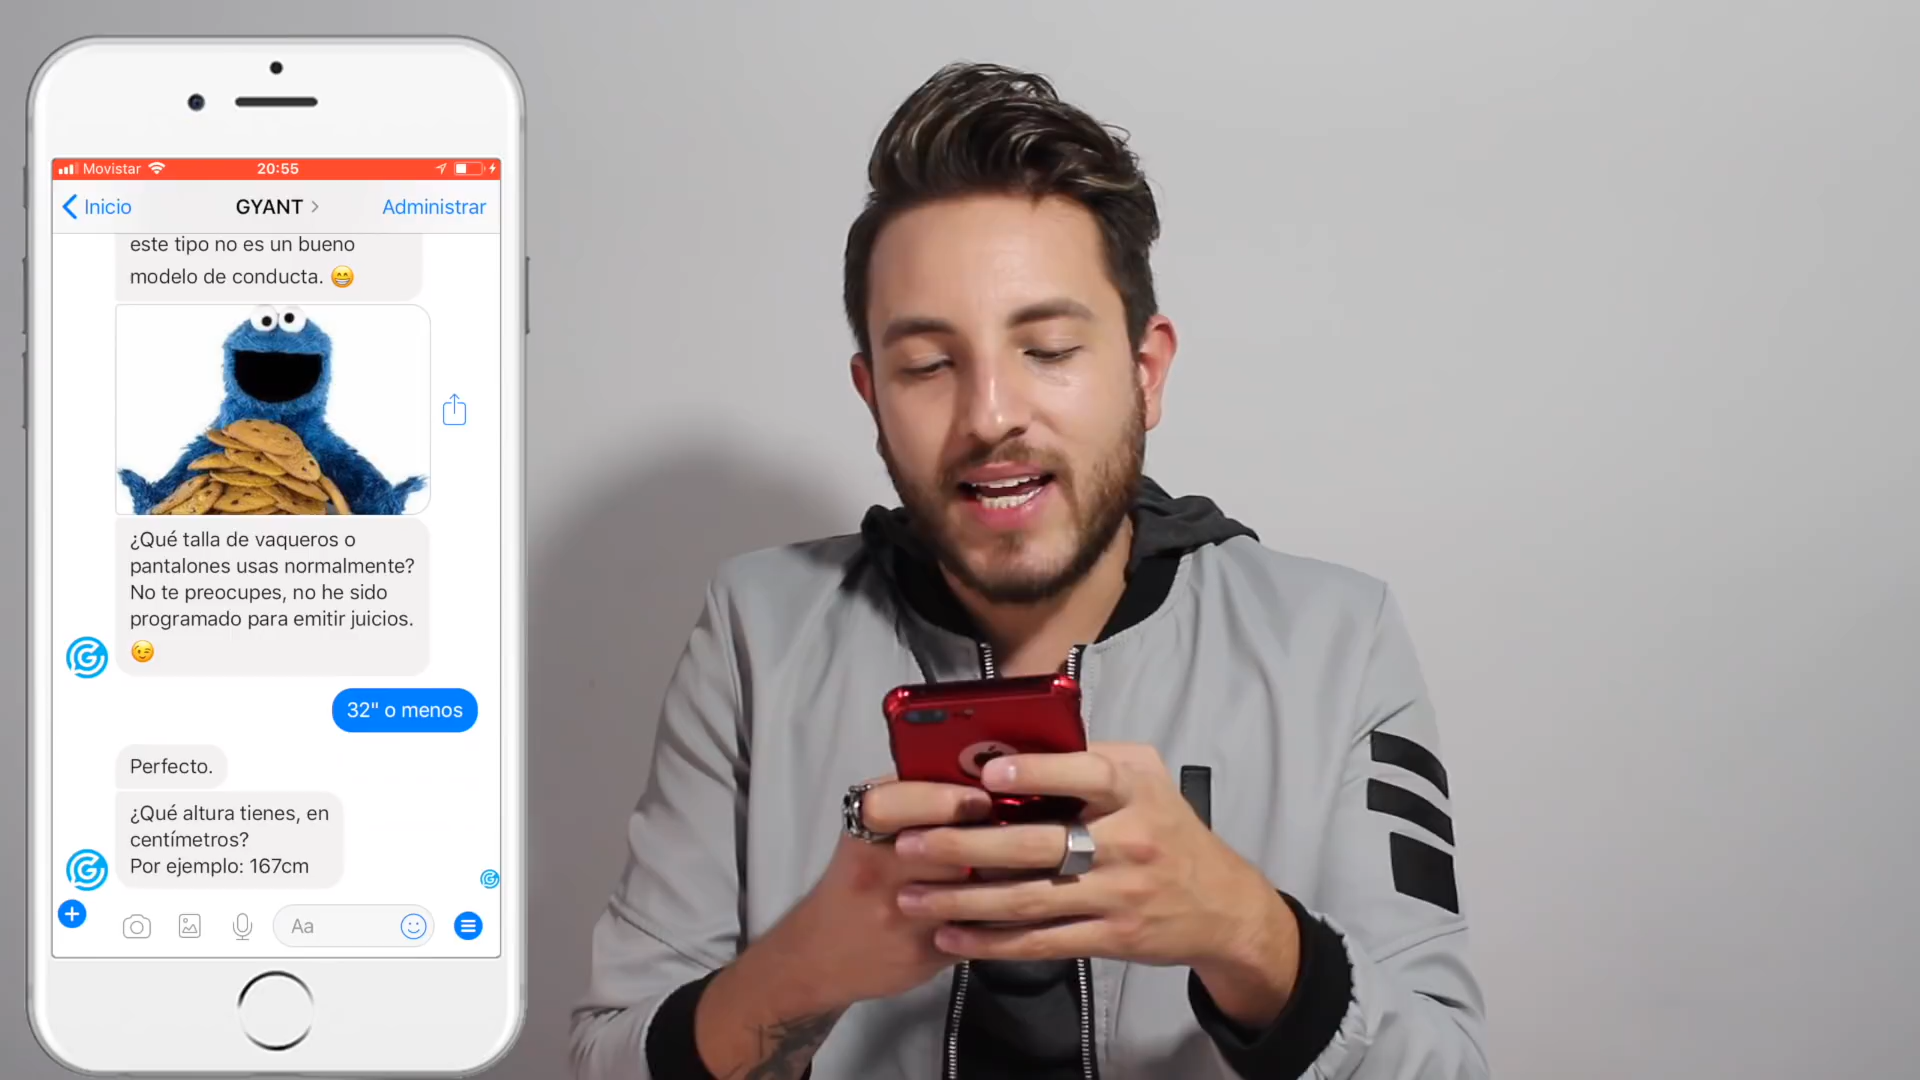 Movistar 20:55
Inicio GYANT Administrar
este tipo no es un bueno
modelo de conducta. 😁
¿Qué talla de vaqueros o
pantalones usas normalmente?
No te preocupes, no he sido
programado para emitir juicios.
😉
32" o menos
Perfecto.
¿Qué altura tienes, en
centímetros?
Por ejemplo: 167cm
Aa